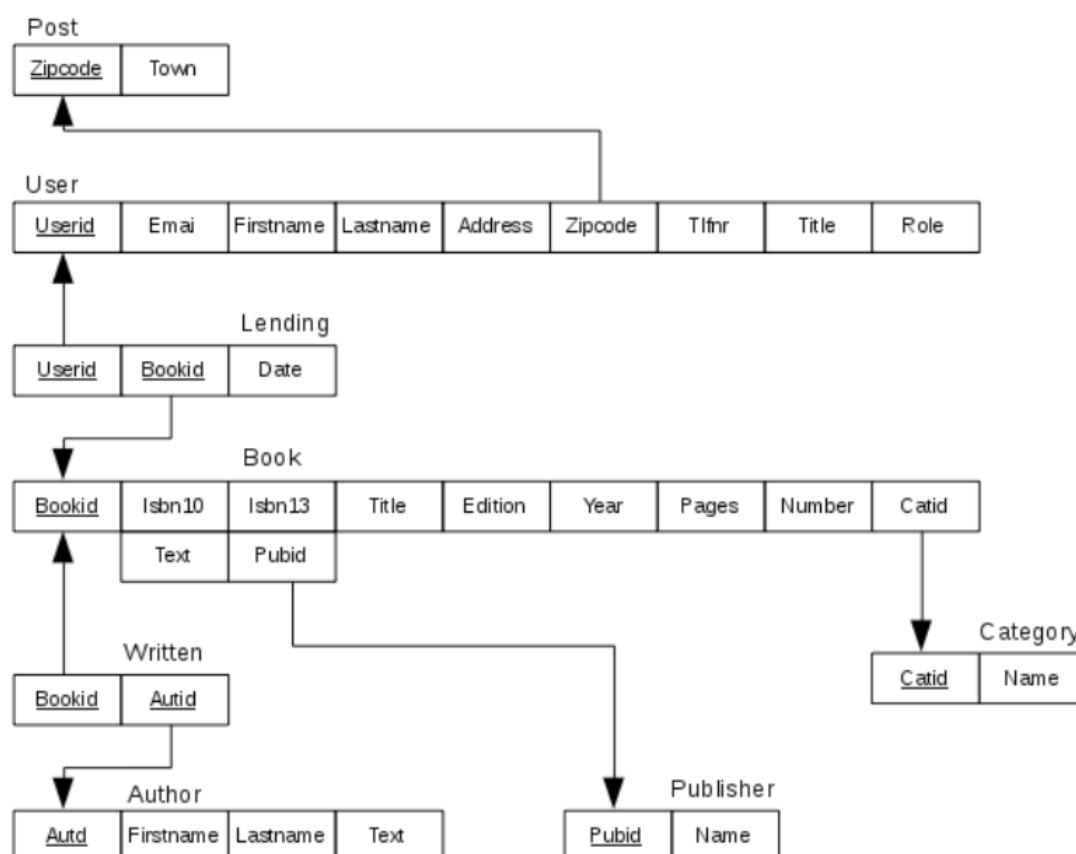 Post
Zipcode Town
User
Userid Emai Firstname Lastname Address Zipcode Tlfnr Title Role
Lending
Userid Bookid Date
Book
Bookid Isbn10 Isbn13 Title Edition Year Pages Number Catid
Text Pubid
Category
Written
Catid Name
Bookid Autid
Publisher
Author
Autd Firstname Lastname Text
Pubid Name